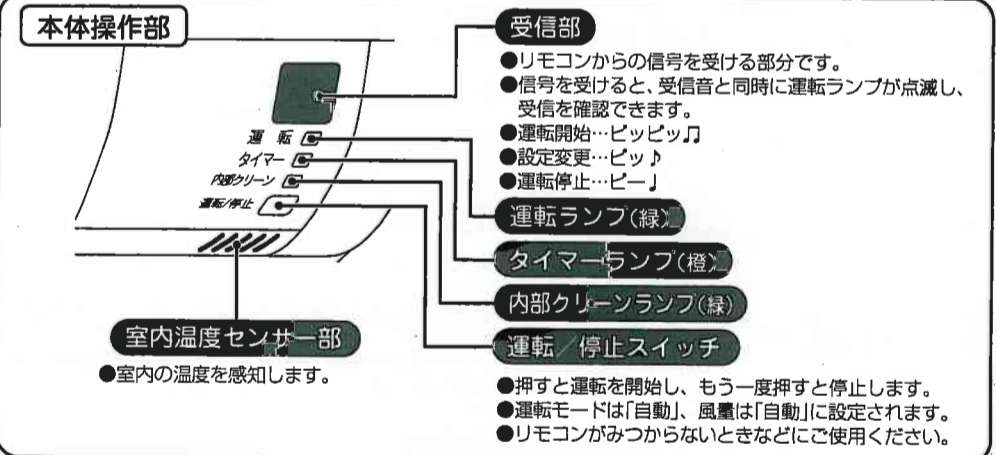 本体操作部
受信部
●リモコンからの信号を受ける部分です。
●信号を受けると、受信音と同時に運転ランプが点滅し、
受信を確認できます。
●運転開始…ピッピッ♫
●設定変更…ピッ♪
●運転停止…ピー♩
運転
タイマー
内部クリーン
運転/停止
運転ランプ(緑)
タイマーランプ(橙)
内部クリーンランプ(緑)
運転/停止スイッチ
●押すと運転を開始し、もう一度押すと停止します。
●運転モードは「自動」、風量は「自動」に設定されます。
●リモコンがみつからないときなどにご使用ください。
室内温度センサー部
●室内の温度を感知します。